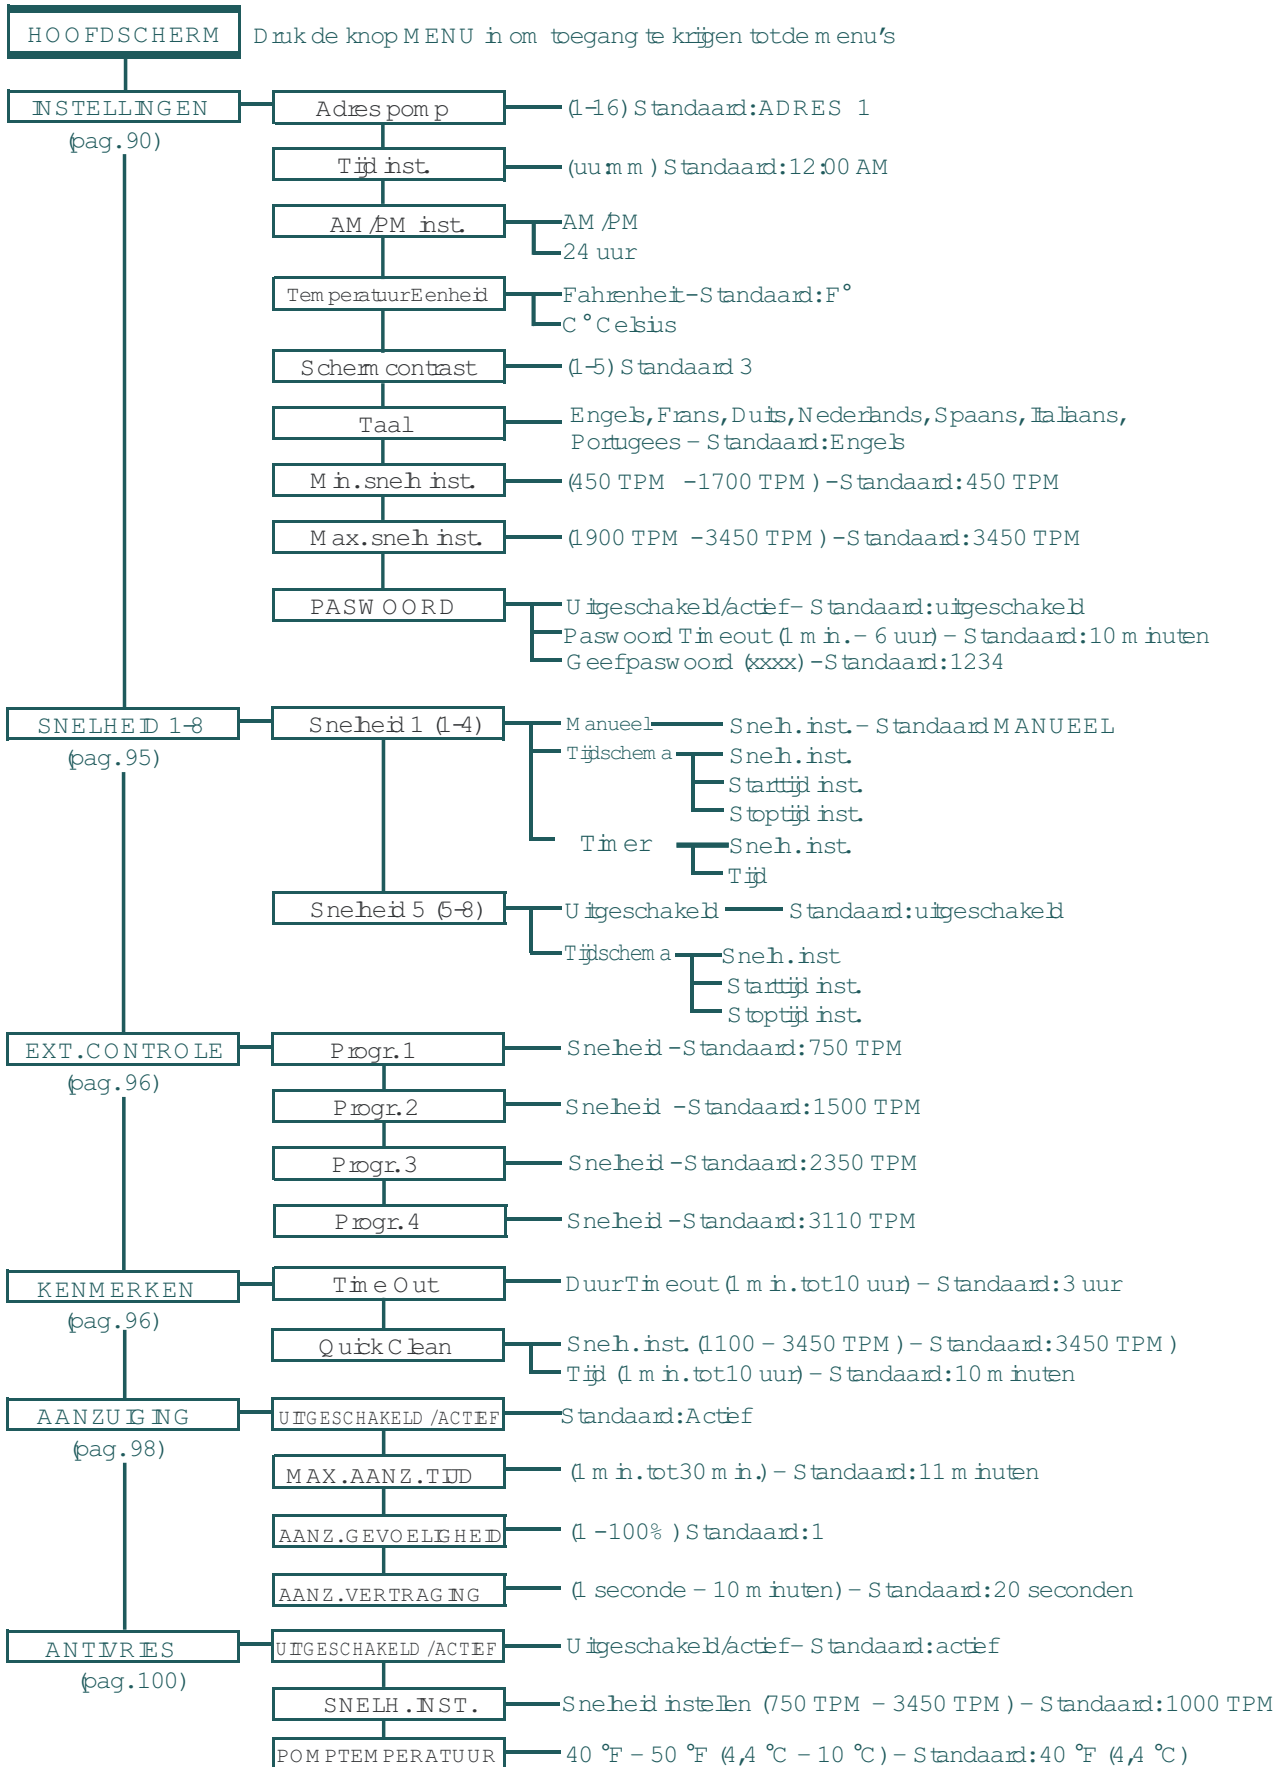 HOOFDSCHERM Druk de knop MENU in om toegang te krijgen tot de menu's
INSTELLINGEN Adres pomp (1-16) Standaard: ADRES 1
(pag. 90)
Tijd inst. (uu:mm) Standaard: 12:00 AM
AM/PM inst. AM/PM
24 uur
Temperatuur Eenheid Fahrenheit - Standaard: F°
C° Celsius
Scherm contrast (1-5) Standaard 3
Taal Engels, Frans, Duits, Nederlands, Spaans, Italiaans,
Portugees – Standaard: Engels
Min. snelh inst. (450 TPM - 1700 TPM) - Standaard: 450 TPM
Max. snelh inst. (1900 TPM - 3450 TPM) - Standaard: 3450 TPM
PASWOORD Uitgeschakeld/actief – Standaard: uitgeschakeld
Paswoord Timeout (1 min. – 6 uur) – Standaard: 10 minuten
Geef paswoord (xxxx) - Standaard: 1234
SNELHEID 1-8 Snelheid 1 (1-4) Manueel Snelh. inst. – Standaard MANUEEL
(pag. 95) Tijdschema Snelh. inst.
Starttijd inst.
Stoptijd inst.
Timer Snelh. inst.
Tijd
Snelheid 5 (5-8) Uitgeschakeld Standaard: uitgeschakeld
Tijdschema Snelh. inst
Starttijd inst.
Stoptijd inst.
EXT. CONTROLE Progr. 1 Snelheid - Standaard: 750 TPM
(pag. 96)
Progr. 2 Snelheid - Standaard: 1500 TPM
Progr. 3 Snelheid - Standaard: 2350 TPM
Progr. 4 Snelheid - Standaard: 3110 TPM
KENMERKEN Time Out Duur Timeout (1 min. tot 10 uur) – Standaard: 3 uur
(pag. 96)
Quick Clean Snelh. inst. (1100 – 3450 TPM) – Standaard: 3450 TPM)
Tijd (1 min. tot 10 uur) – Standaard: 10 minuten
AANZUIGING UITGESCHAKELD/ACTIEF Standaard: Actief
(pag. 98)
MAX. AANZ. TIJD (1 min. tot 30 min.) – Standaard: 11 minuten
AANZ. GEVOELIGHEID (1 - 100%) Standaard: 1
AANZ. VERTRAGING (1 seconde – 10 minuten) – Standaard: 20 seconden
ANTIVRIES UITGESCHAKELD/ACTIEF Uitgeschakeld/actief – Standaard: actief
(pag. 100)
SNELH. INST. Snelheid instellen (750 TPM – 3450 TPM) – Standaard: 1000 TPM
POMPTEMPERATUUR 40 °F – 50 °F (4,4 °C – 10 °C) – Standaard: 40 °F (4,4 °C)